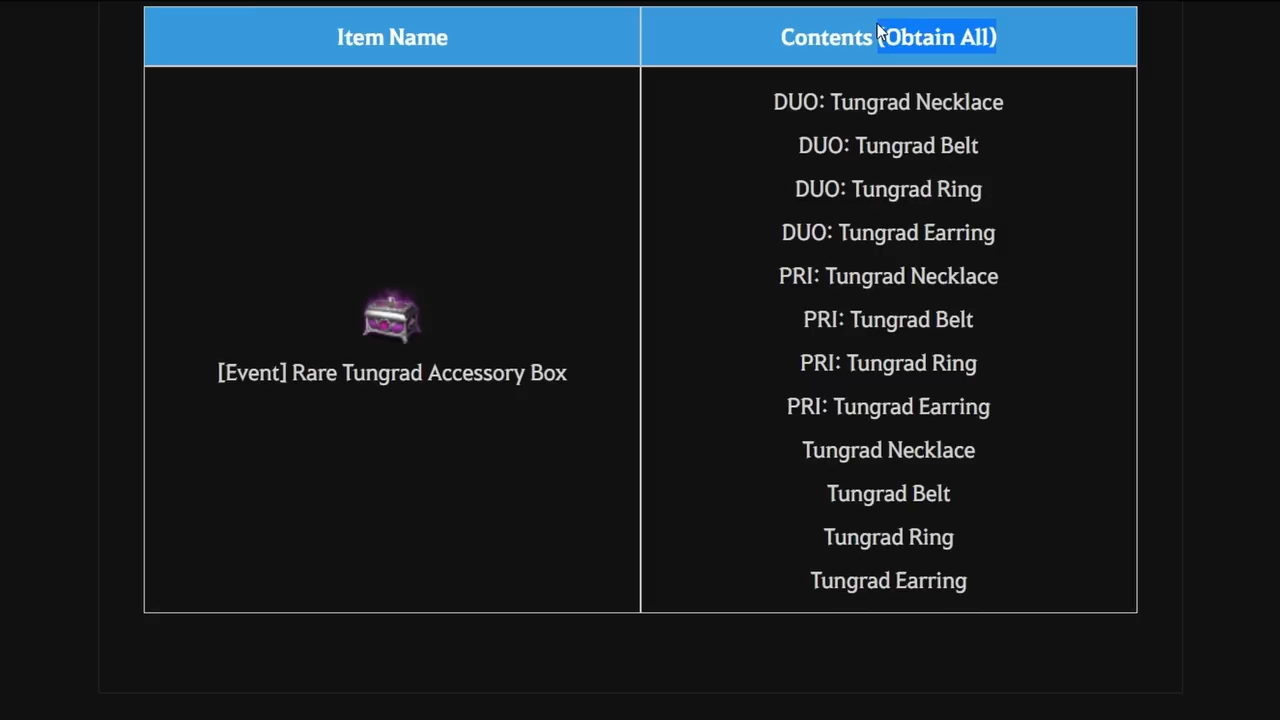 Item Name
Contents (Obtain All)
[Event] Rare Tungrad Accessory Box
DUO: Tungrad Necklace
DUO: Tungrad Belt
DUO: Tungrad Ring
DUO: Tungrad Earring
PRI: Tungrad Necklace
PRI: Tungrad Belt
PRI: Tungrad Ring
PRI: Tungrad Earring
Tungrad Necklace
Tungrad Belt
Tungrad Ring
Tungrad Earring